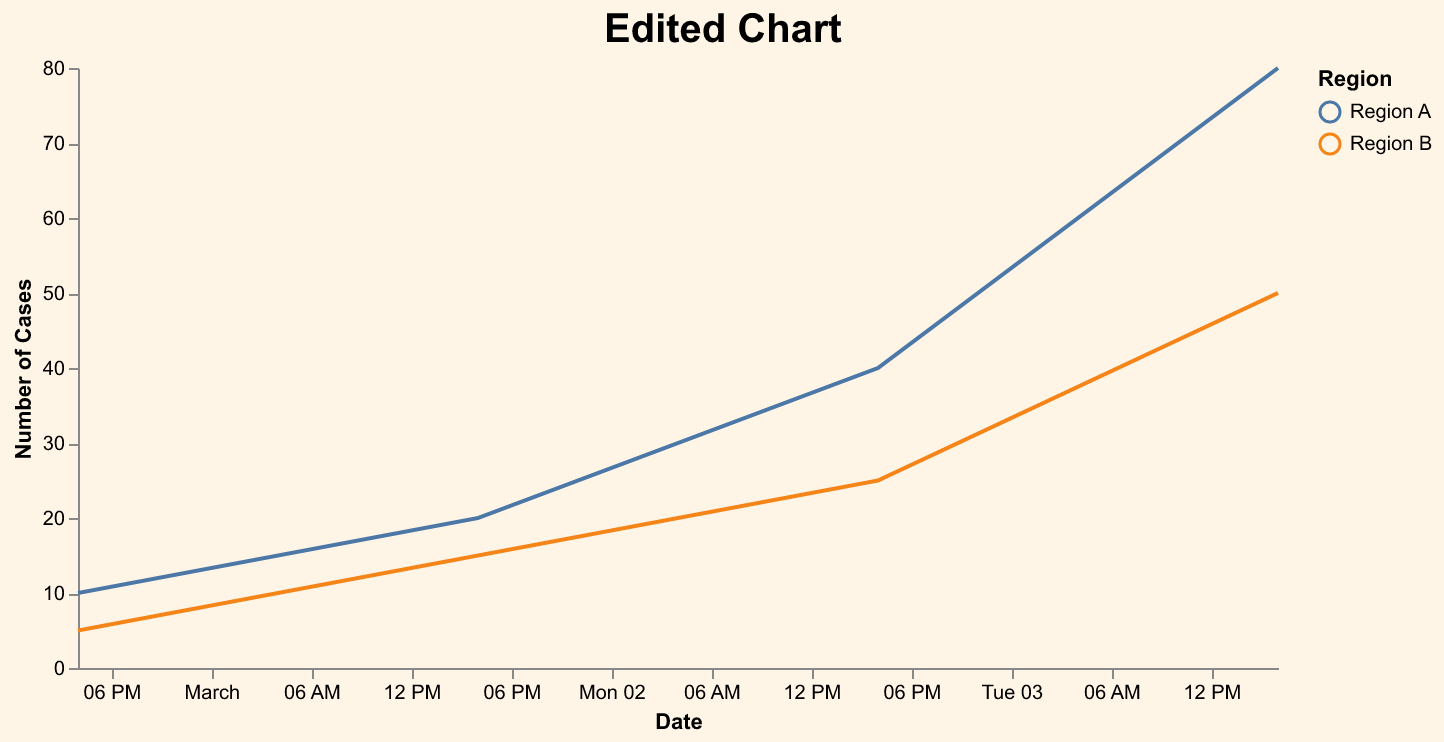 Edited Chart
Number of Cases
80
70
60
50
40
30
20
10
0
06 PM
March
06 AM
12 PM
06 PM
Mon 02
06 AM
12 PM
06 PM
Tue 03
06 AM
12 PM
Date
Region
Region A
Region B